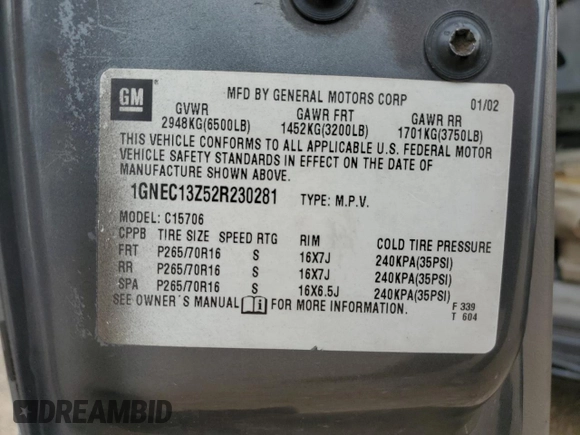 GM
MFD BY GENERAL MOTORS CORP 01/02
GVWR GAWR FRT GAWR RR
2948KG(6500LB) 1452KG(3200LB) 1701KG(3750LB)
THIS VEHICLE CONFORMS TO ALL APPLICABLE U.S. FEDERAL MOTOR
VEHICLE SAFETY STANDARDS IN EFFECT ON THE DATE OF
MANUFACTURE SHOWN ABOVE.
1GNEC13Z52R230281 TYPE: M.P.V.
MODEL: C15706
CPPB TIRE SIZE SPEED RTG RIM COLD TIRE PRESSURE
FRT P265/70R16 S 16X7J 240KPA(35PSI)
RR P265/70R16 S 16X7J 240KPA(35PSI)
SPA P265/70R16 S 16X6.5J 240KPA(35PSI)
SEE OWNER´S MANUAL FOR MORE INFORMATION.
F 339
T 604
DREAMBID